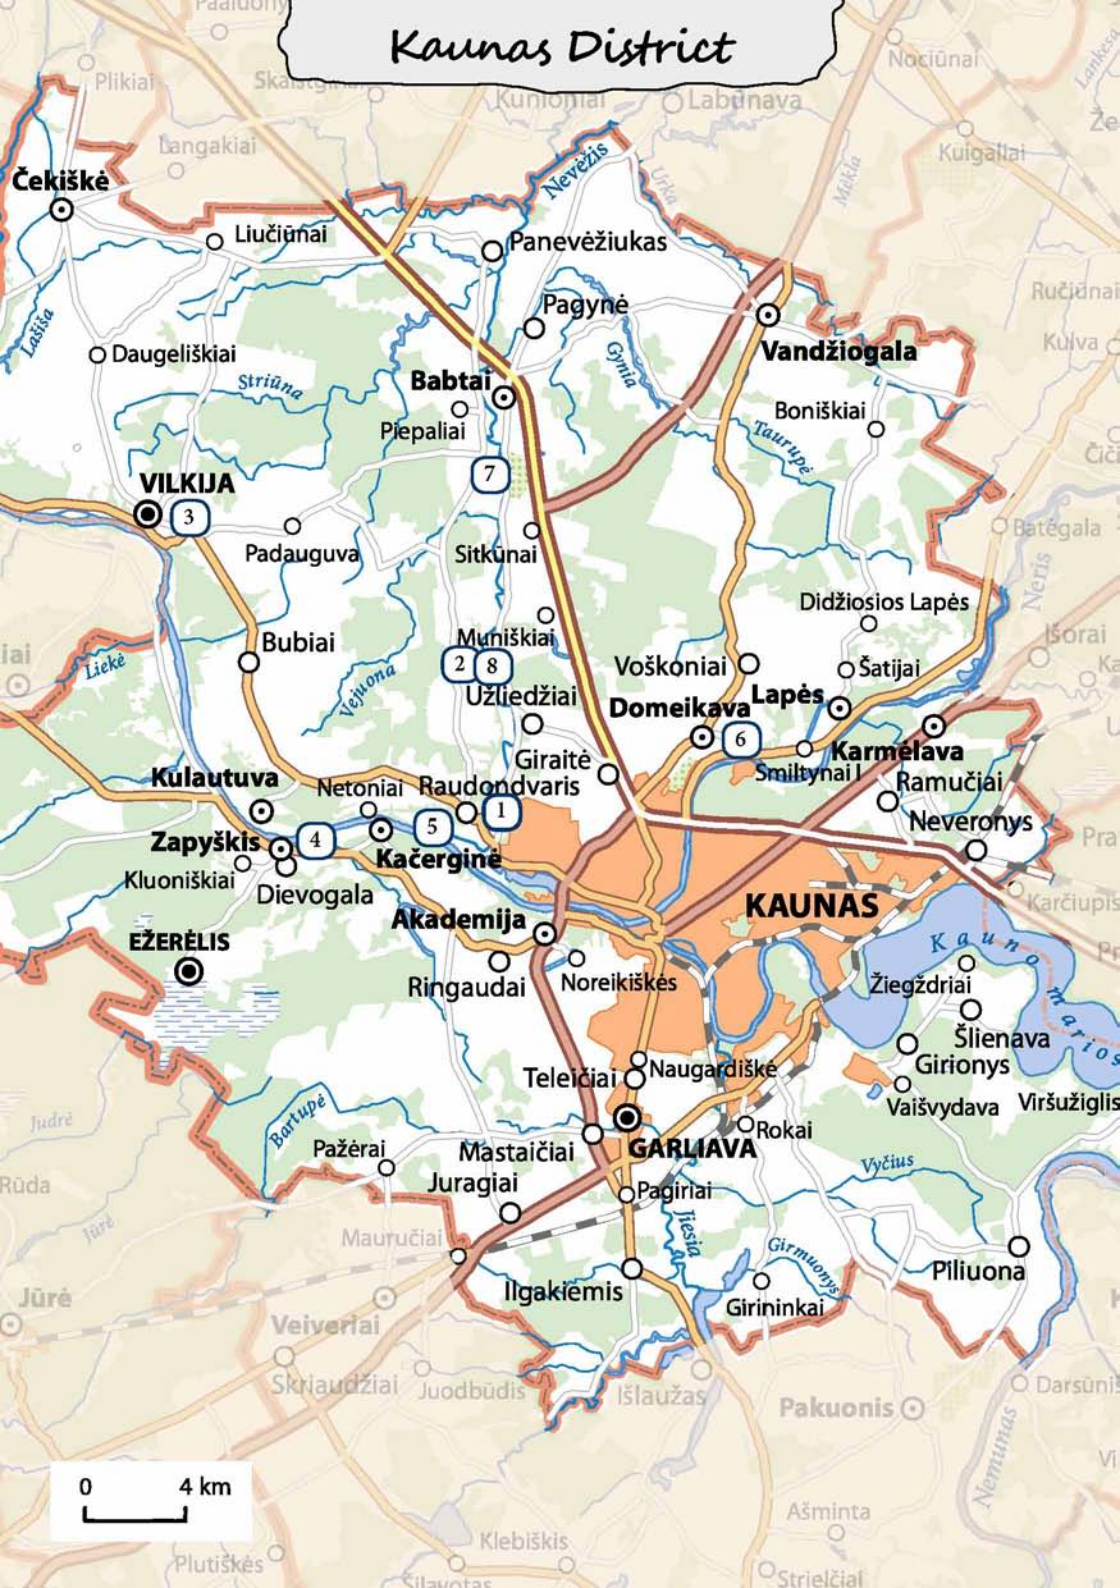 Kaunas District
Plikiai
Kunioniai
Labūnava
Nociūnai
Langakiai
Kuigaliai
Nevėžis
Urka
Mėkla
Čekiškė
Liučiūnai
Panevėžiukas
Pagynė
Ručiūnai
Lašiša
Daugeliškiai
Gynia
Vandžiogala
Kulva
Striūna
Babtai
Piepaliai
Boniškiai
Taurupė
7
VILKIJA
3
Padauguva
Sitkūnai
Batėgala
Neris
Didžiosios Lapės
Bubiai
Muniškiai
2
8
Voškoniai
Šatijai
Išorai
Liekė
Vejuona
Užliedžiai
Domeikava
Lapės
6
Giraitė
Smiltynai I
Karmėlava
Kulautuva
Netoniai
Raudondvaris
Ramučiai
1
Neveronys
Zapyškis
4
5
Kačerginė
Kluoniškiai
Dievogala
KAUNAS
Karčiupis
Akademija
EŽERĖLIS
Kauno marios
Ringaudai
Noreikiškės
Žiegždriai
Šlienava
Girionys
Teleičiai
Naugardiškė
Vaišvydava
Viršužiglis
Judrė
Bartupė
GARLIAVA
Rokai
Pažėrai
Mastaičiai
Vyčius
Rūda
Juragiai
Pagiriai
Jūrė
Mauručiai
Jiesia
Girmuonys
Piliuona
Ilgakiemis
Girininkai
Jūrė
Veiveriai
Skriaudžiai
Juodbūdis
Išlaužas
Pakuonis
Nemunas
0
4 km
Ašminta
Klebiškis
Plutiškės
Šilavotas
Strielčiai